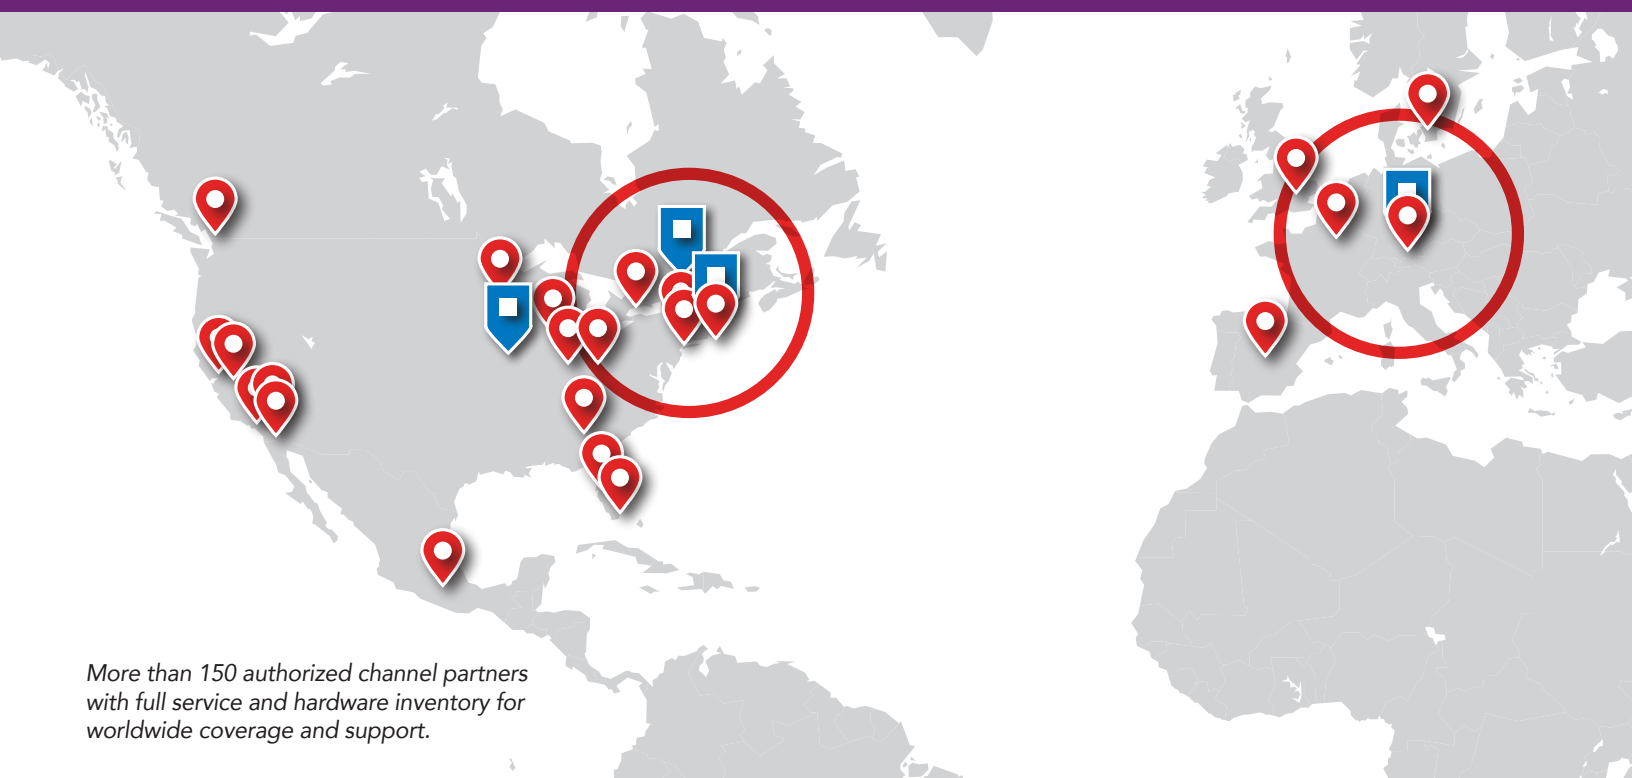 More than 150 authorized channel partners
with full service and hardware inventory for
worldwide coverage and support.